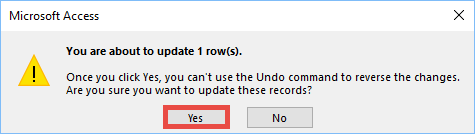 Microsoft Access
You are about to update 1 row(s).
Once you click Yes, you can't use the Undo command to reverse the changes.
Are you sure you want to update these records?
Yes No